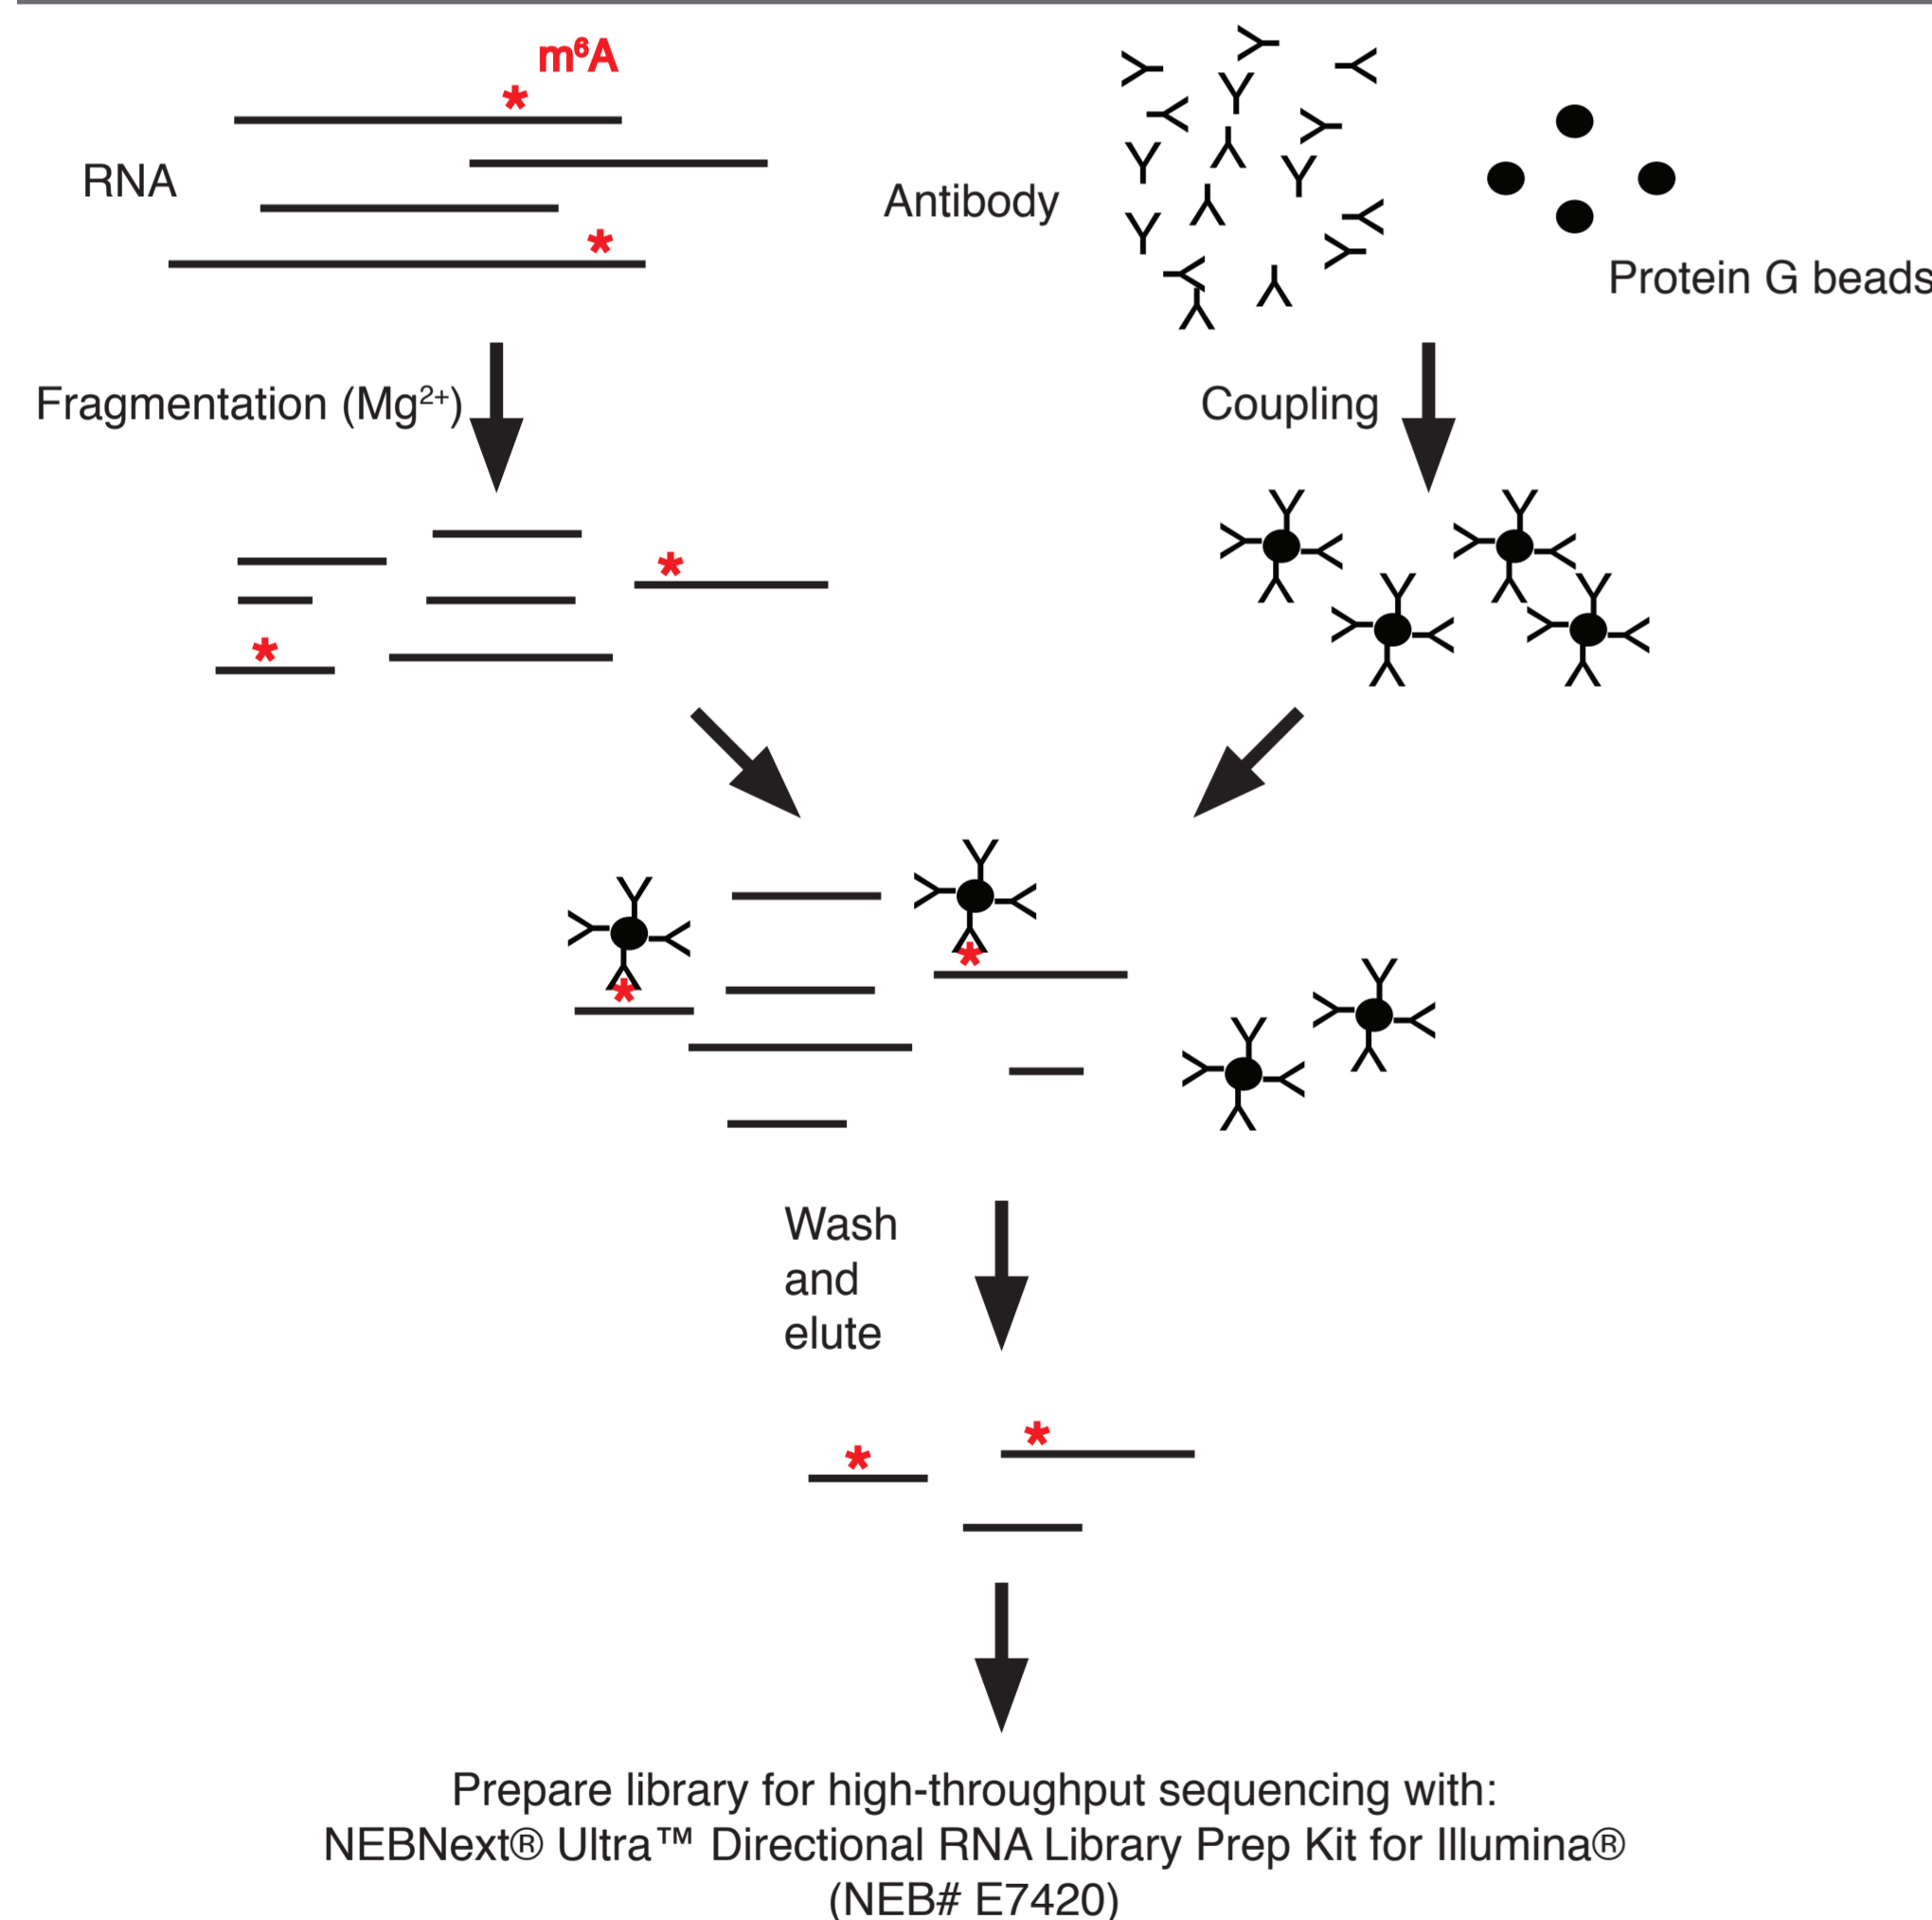 m⁶A
RNA
Antibody
Protein G beads
Fragmentation (Mg²⁺)
Coupling
Wash
and
elute
Prepare library for high-throughput sequencing with:
NEBNext® Ultra™ Directional RNA Library Prep Kit for Illumina®
(NEB# E7420)